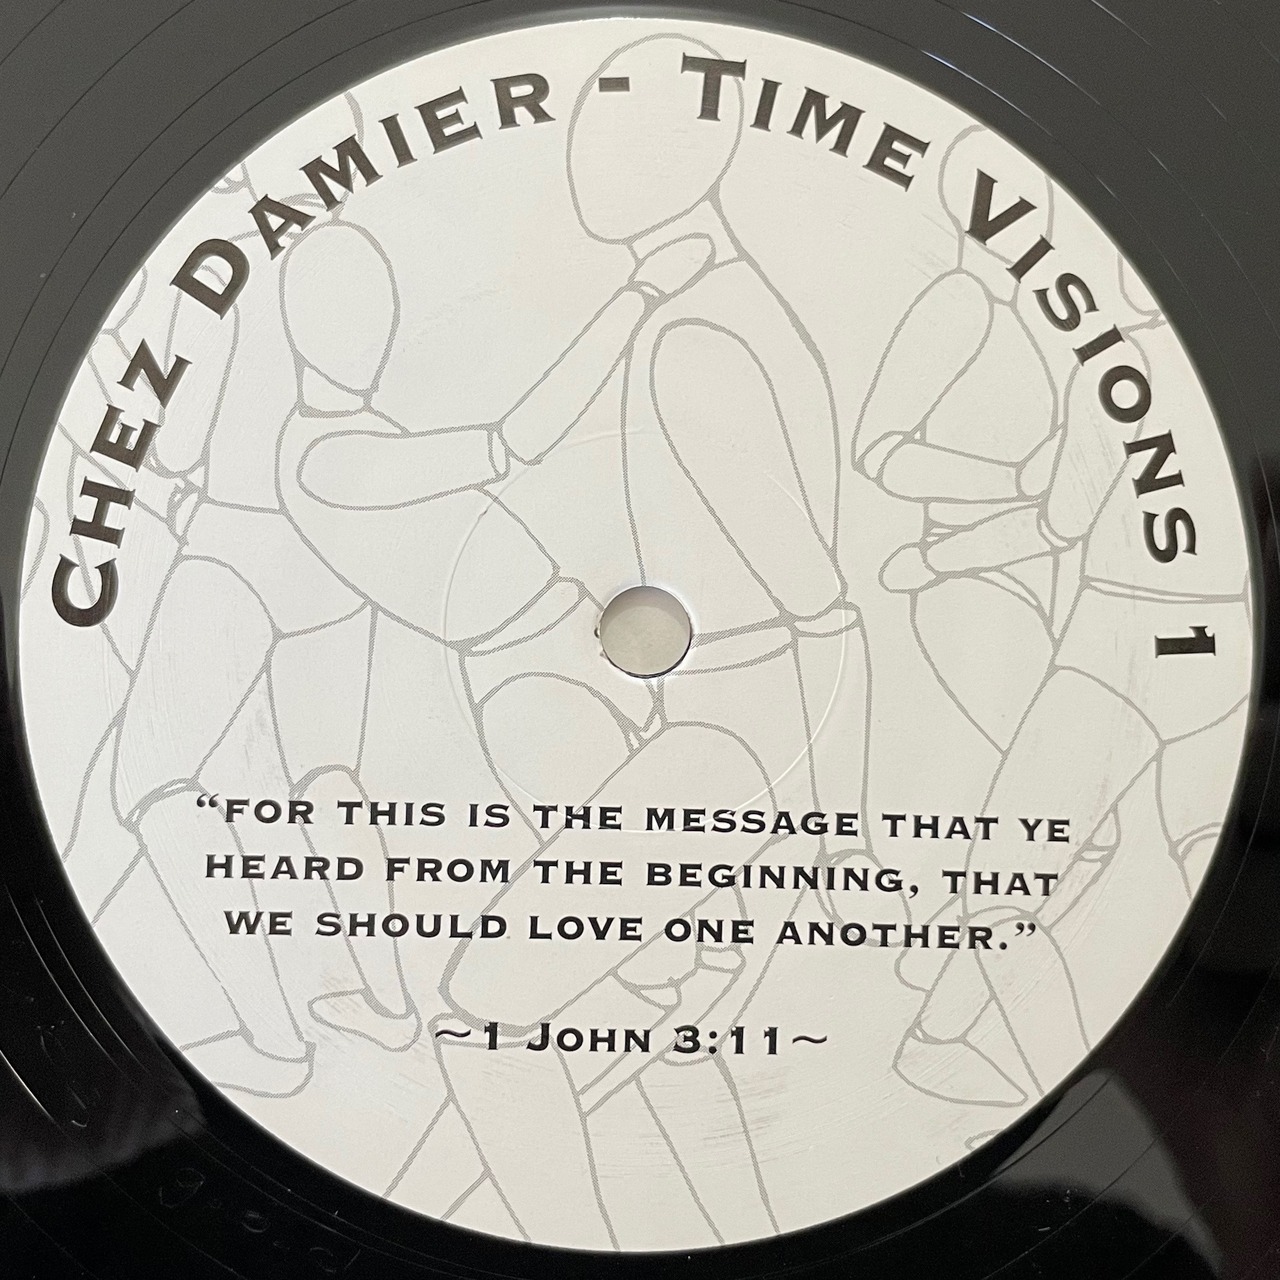 Chez Damier - Time Visions 1
“For this is the message that ye
heard from the beginning, that
we should love one another.”
~1 John 3:11~